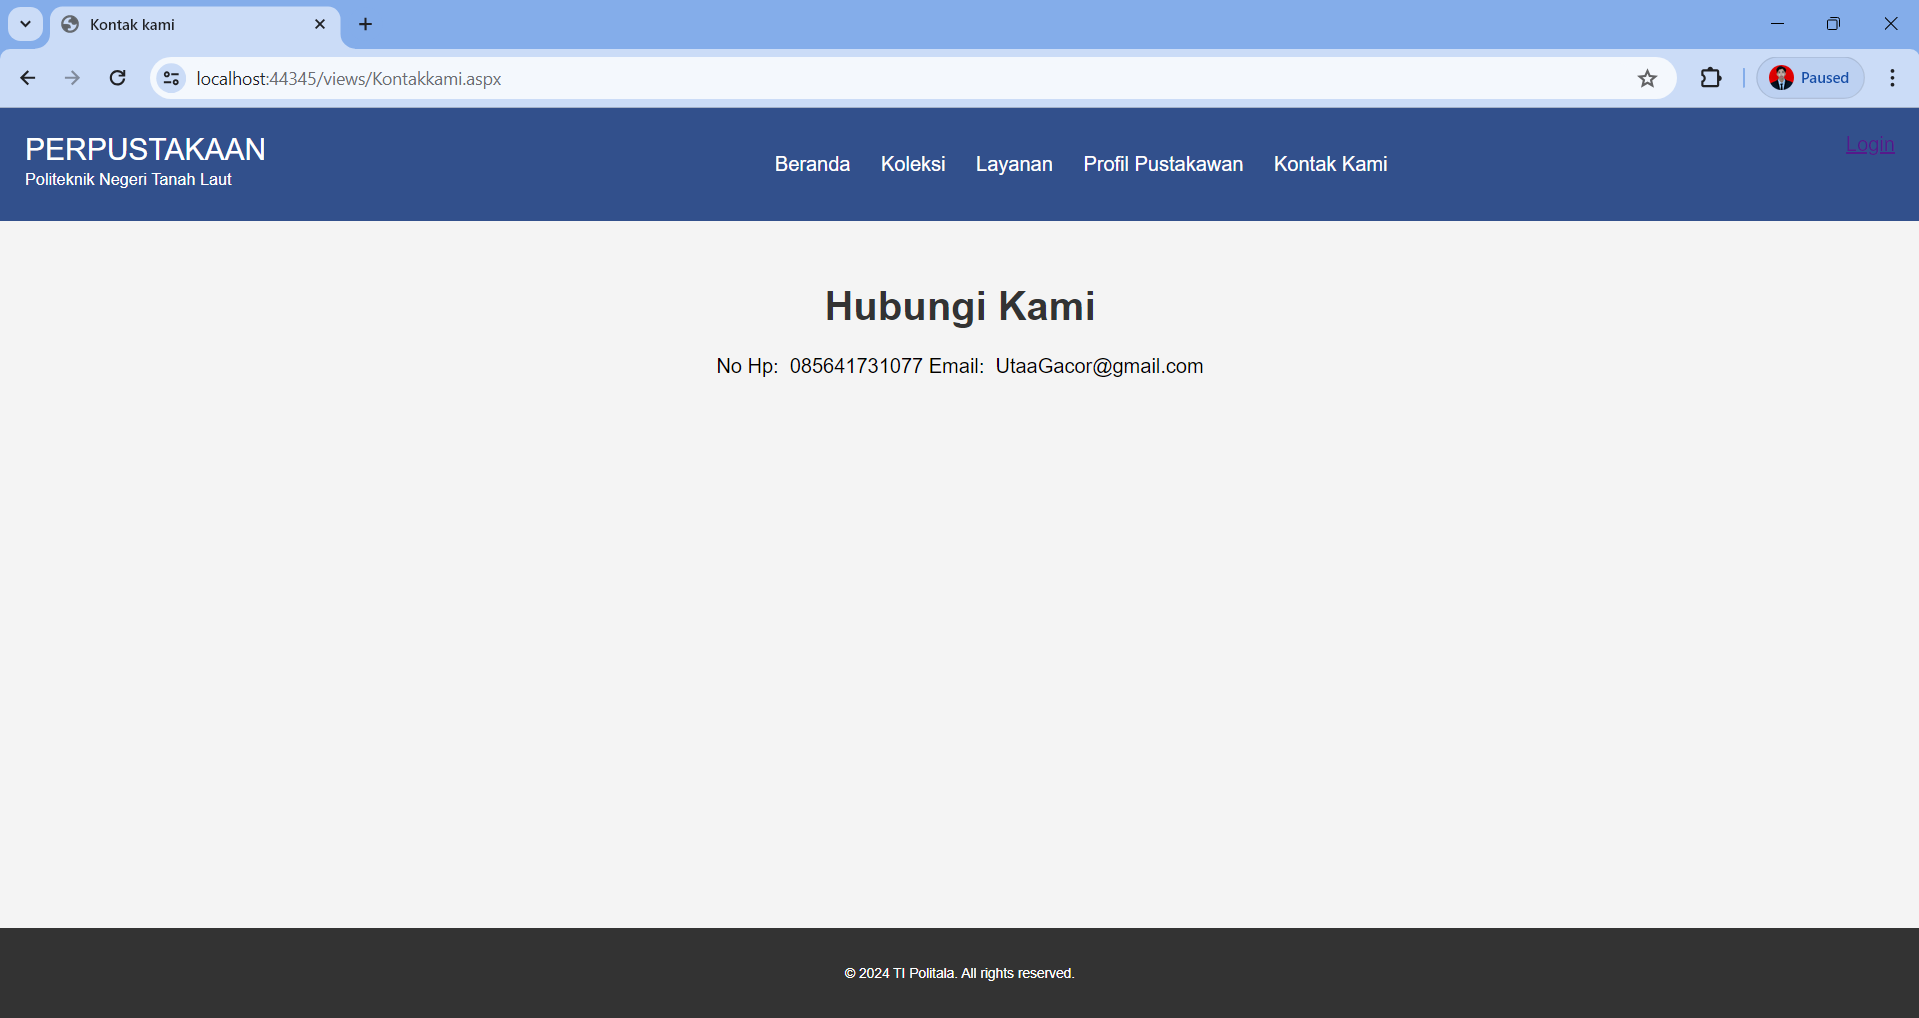 Kontak kami
localhost:44345/views/Kontakkami.aspx
Paused
PERPUSTAKAAN
Politeknik Negeri Tanah Laut
Beranda Koleksi Layanan Profil Pustakawan Kontak Kami
Login
Hubungi Kami
No Hp: 085641731077 Email: UtaaGacor@gmail.com
© 2024 TI Politala. All rights reserved.